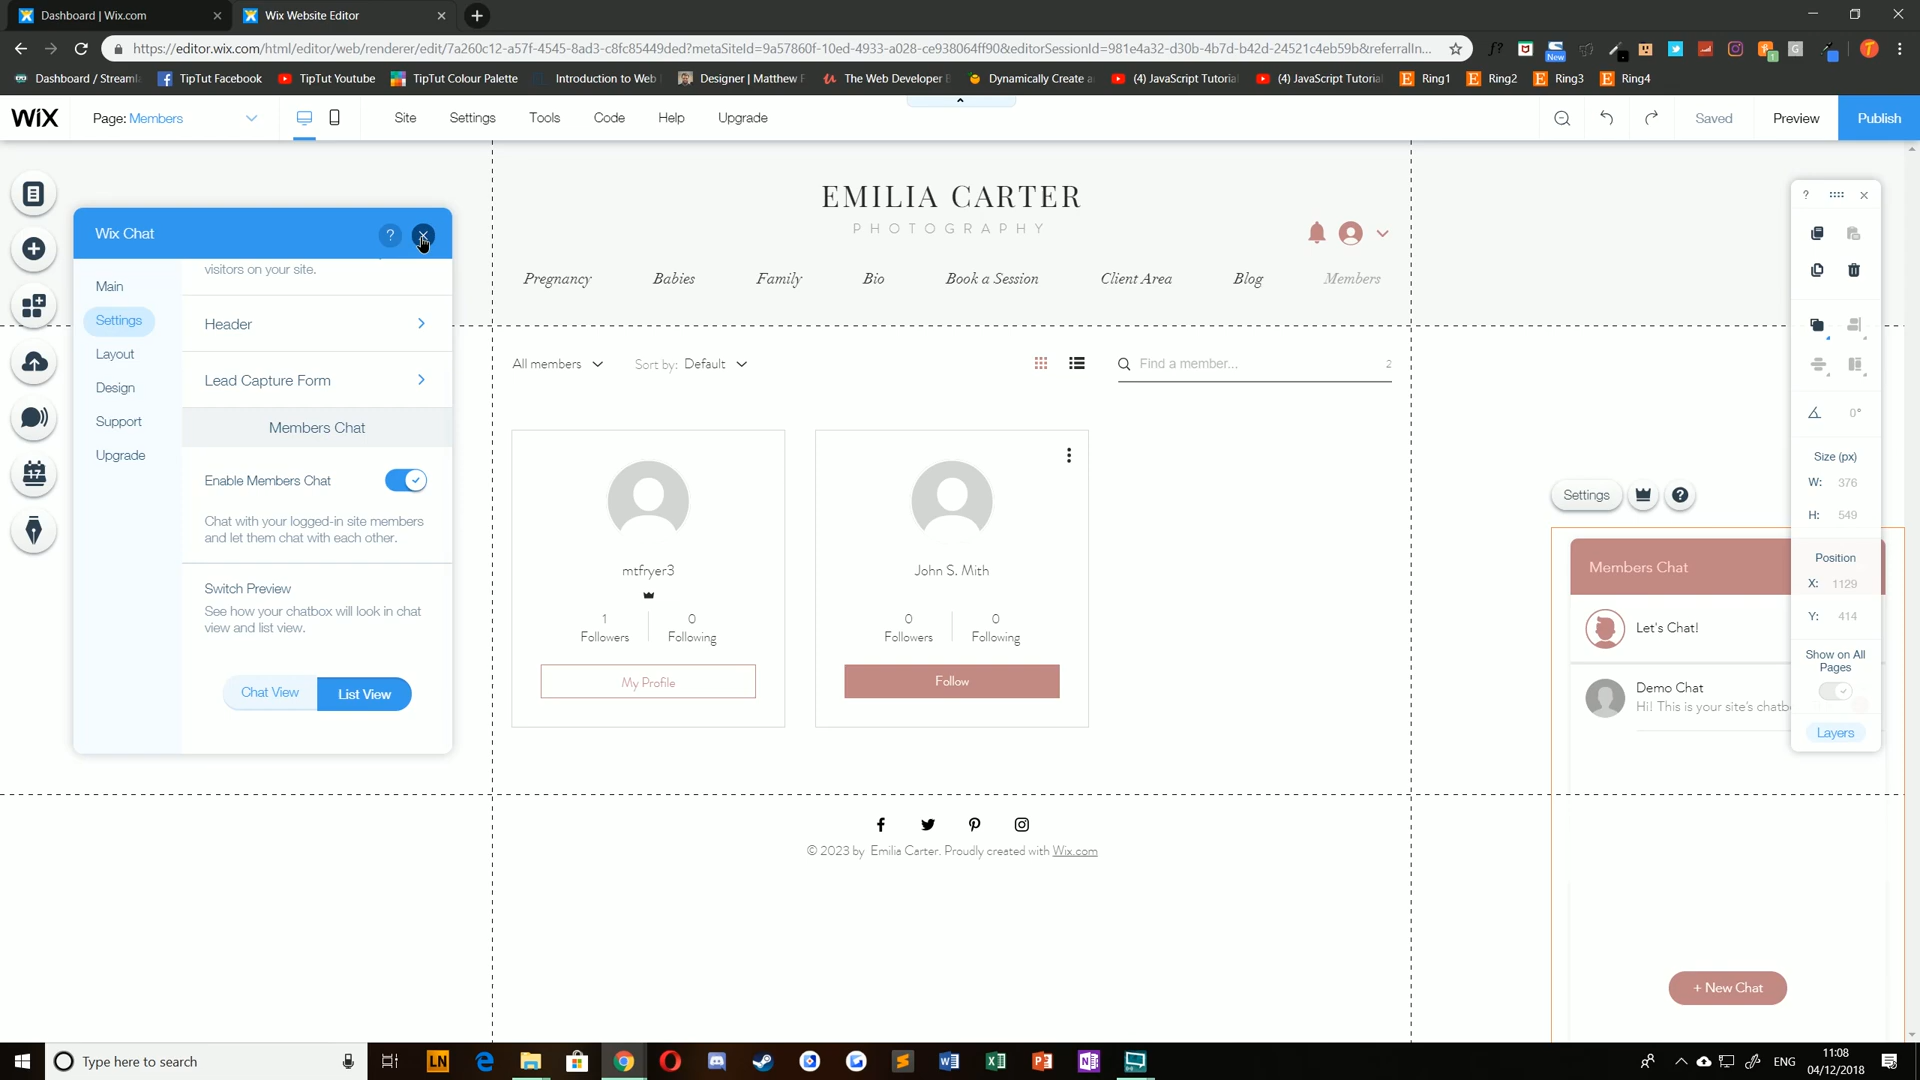 Dashboard | Wix.com
Wix Website Editor
https://editor.wix.com/html/editor/web/renderer/edit/7a260c12-a57f-4545-8ad3-c8fc85449ded?metaSiteId=9a57860f-10ed-4933-a028-ce938064ff90&editorSessionId=981e4a32-d30b-4b7d-b42d-24521c4eb59b&referralIn...
New
Dashboard / Streaml
TipTut Facebook
TipTut Youtube
TipTut Colour Palette
Introduction to Web
Designer | Matthew F
The Web Developer
Dynamically Create a
(4) JavaScript Tutoria
(4) JavaScript Tutoria
Ring1
Ring2
Ring3
Ring4
WiX
Page: Members
Site
Settings
Tools
Code
Help
Upgrade
Saved
Preview
Publish
Wix Chat
?
Main
Settings
Layout
Design
Support
Upgrade
visitors on your site.
Header
Lead Capture Form
Members Chat
Enable Members Chat
Chat with your logged-in site members
and let them chat with each other.
Switch Preview
See how your chatbox will look in chat
view and list view.
Chat View
List View
EMILIA CARTER
PHOTOGRAPHY
Pregnancy
Babies
Family
Bio
Book a Session
Client Area
Blog
Members
All members
Sort by: Default
Find a member...
2
mtfryer3
1
Followers
0
Following
My Profile
John S. Mith
0
Followers
0
Following
Follow
© 2023 by Emilia Carter. Proudly created with Wix.com
Settings
?
Members Chat
Let's Chat!
Demo Chat
Hi! This is your site's chatb
+ New Chat
?
0°
Size (px)
W: 376
H: 549
Position
X: 1129
Y: 414
Show on All
Pages
Layers
17
Type here to search
LN
ENG
11:08
04/12/2018